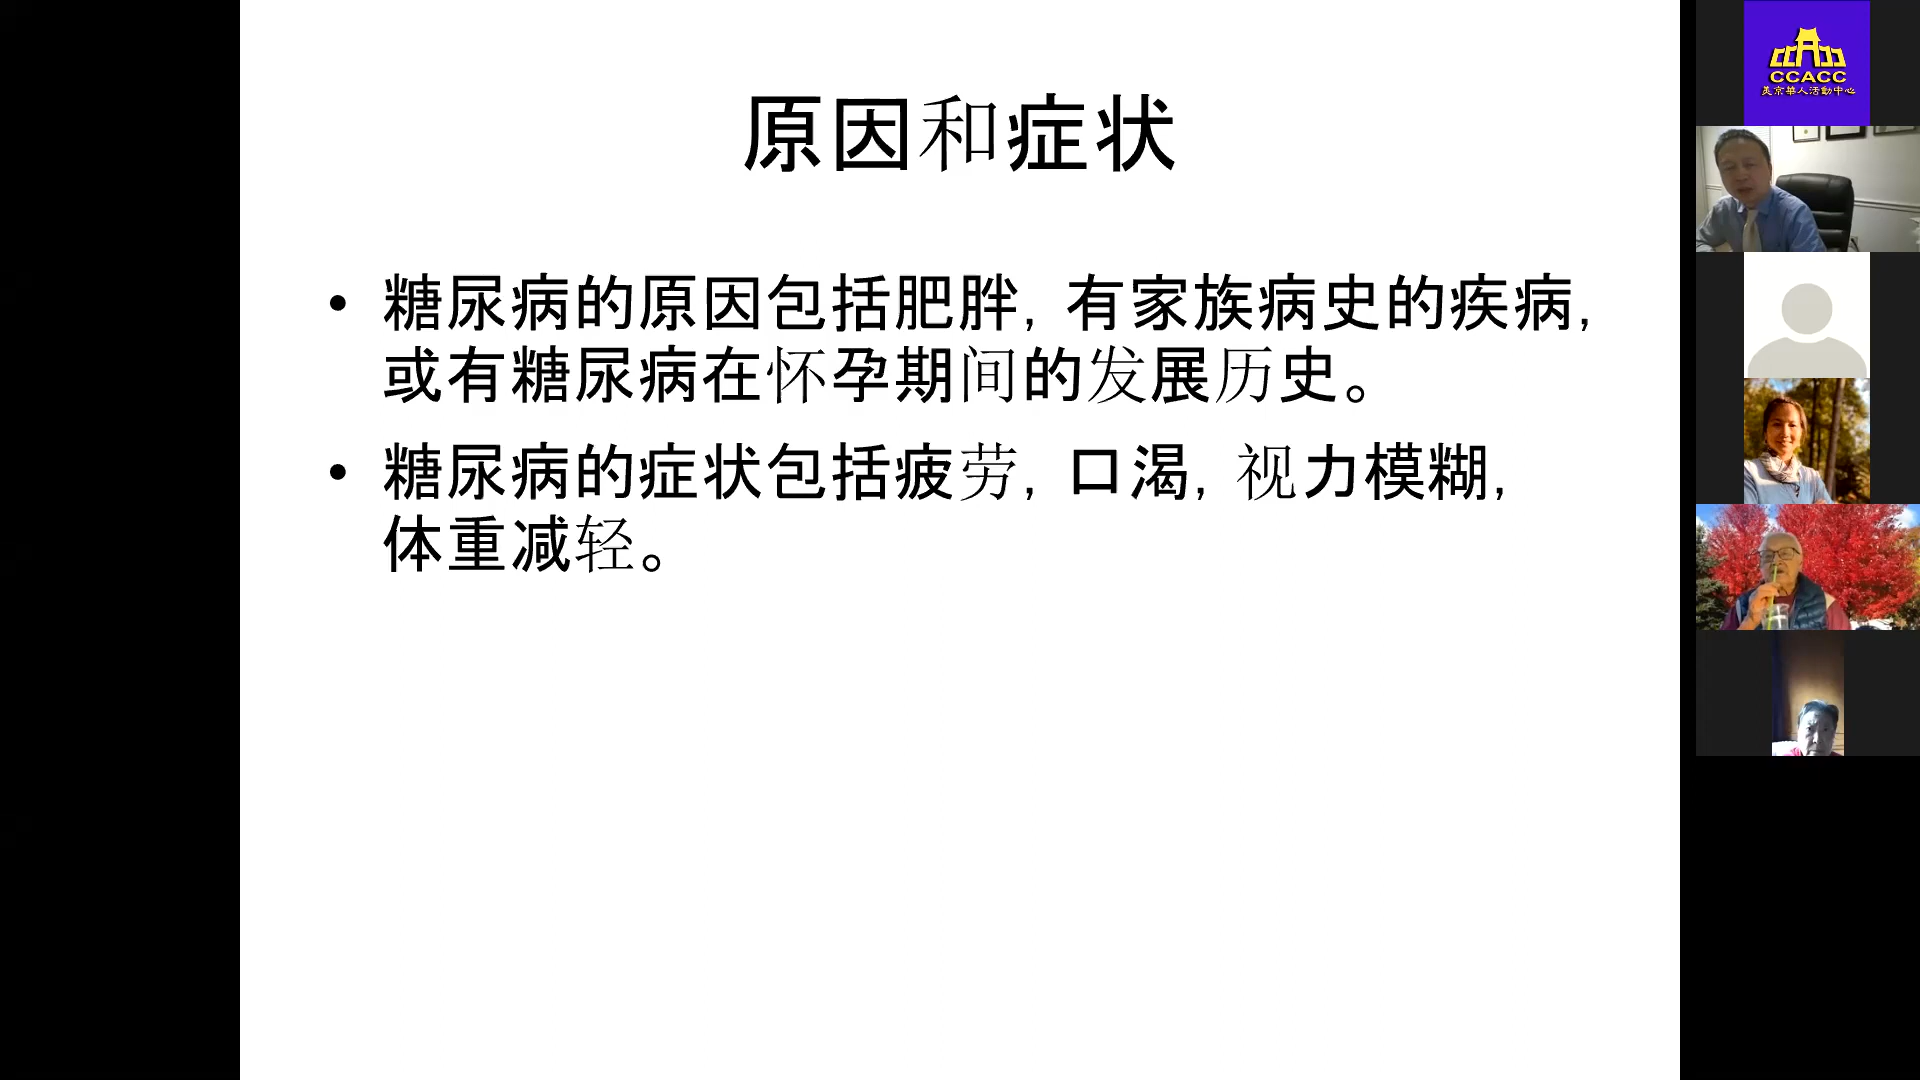 原因和症状
• 糖尿病的原因包括肥胖, 有家族病史的疾病,
或有糖尿病在怀孕期间的发展历史。
• 糖尿病的症状包括疲劳, 口渴, 视力模糊,
体重减轻。
CCACC
美京華人活動中心